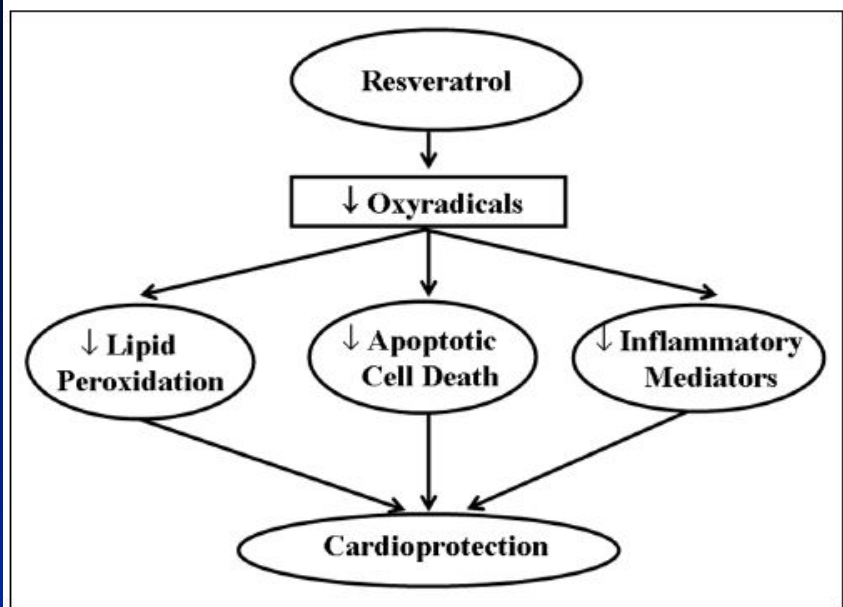 Resveratrol
↓ Oxyradicals
↓ Lipid
Peroxidation
↓ Apoptotic
Cell Death
↓ Inflammatory
Mediators
Cardioprotection